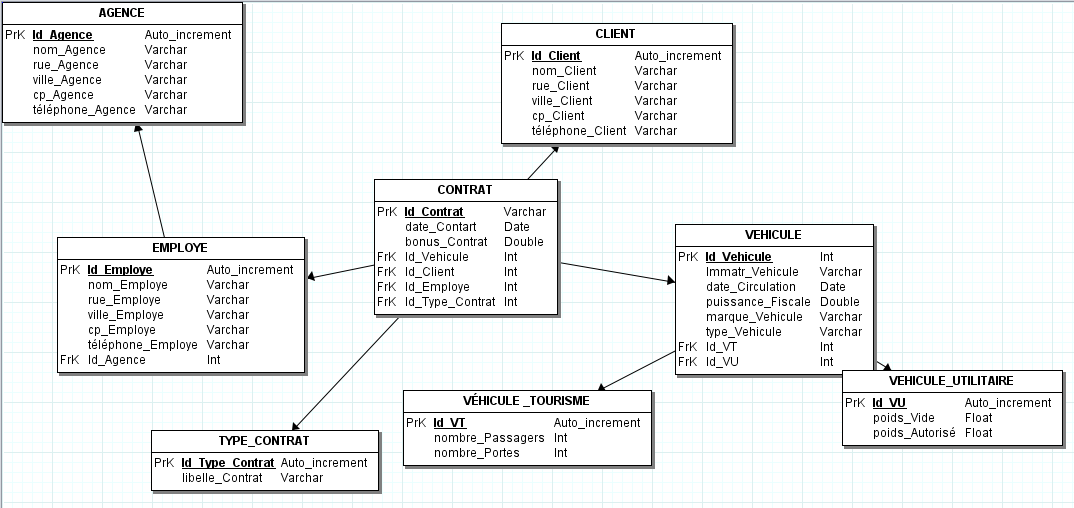 AGENCE
PrK Id_Agence Auto_increment
nom_Agence Varchar
rue_Agence Varchar
ville_Agence Varchar
cp_Agence Varchar
téléphone_Agence Varchar
CLIENT
PrK Id_Client Auto_increment
nom_Client Varchar
rue_Client Varchar
ville_Client Varchar
cp_Client Varchar
téléphone_Client Varchar
CONTRAT
PrK Id_Contrat Varchar
date_Contart Date
bonus_Contrat Double
FrK Id_Vehicule Int
FrK Id_Client Int
FrK Id_Employe Int
FrK Id_Type_Contrat Int
EMPLOYE
PrK Id_Employe Auto_increment
nom_Employe Varchar
rue_Employe Varchar
ville_Employe Varchar
cp_Employe Varchar
téléphone_Employe Varchar
FrK Id_Agence Int
VEHICULE
PrK Id_Vehicule Int
Immatr_Vehicule Varchar
date_Circulation Date
puissance_Fiscale Double
marque_Vehicule Varchar
type_Vehicule Varchar
FrK Id_VT Int
FrK Id_VU Int
VEHICULE_UTILITAIRE
PrK Id_VU Auto_increment
poids_Vide Float
poids_Autorisé Float
VÉHICULE _TOURISME
PrK Id_VT Auto_increment
nombre_Passagers Int
nombre_Portes Int
TYPE_CONTRAT
PrK Id_Type_Contrat Auto_increment
libelle_Contrat Varchar